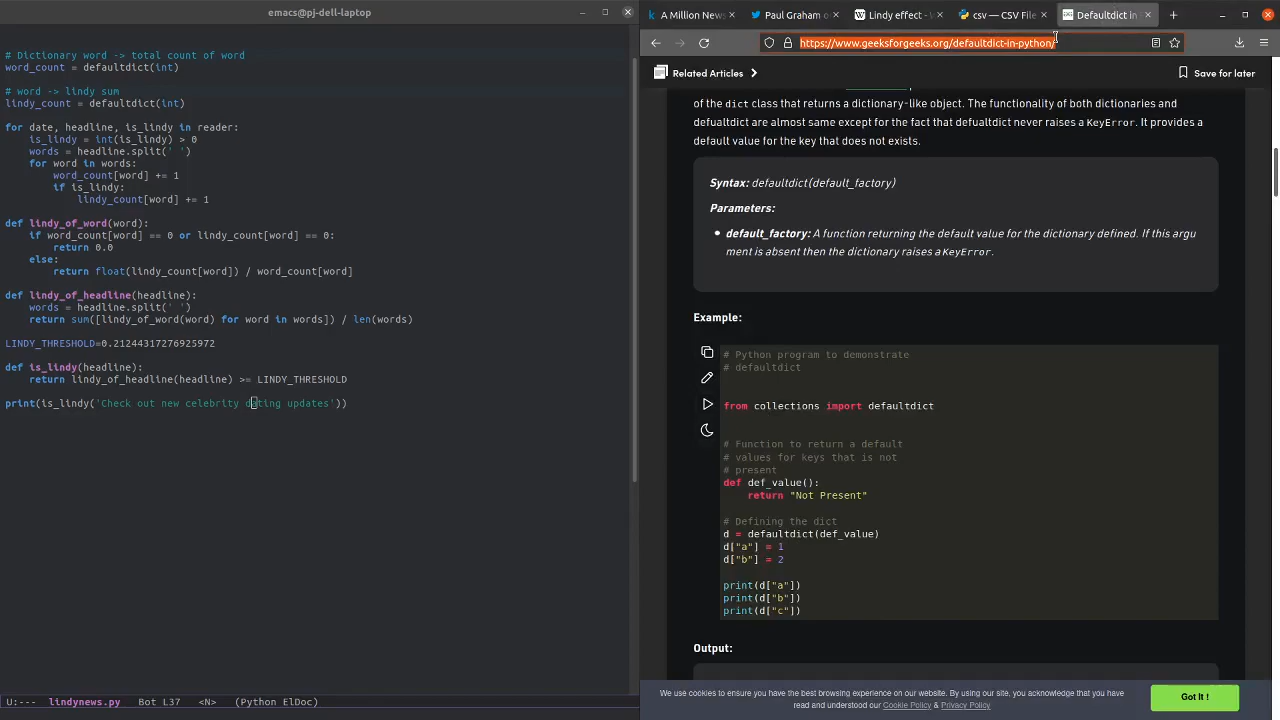 emacs@pj-dell-laptop
# Dictionary word -> total count of word
word_count = defaultdict(int)
# word -> lindy sum
lindy_count = defaultdict(int)
for date, headline, is_lindy in reader:
is_lindy = int(is_lindy) > 0
words = headline.split(' ')
for word in words:
word_count[word] += 1
if is_lindy:
lindy_count[word] += 1
def lindy_of_word(word):
if word_count[word] == 0 or lindy_count[word] == 0:
return 0.0
else:
return float(lindy_count[word]) / word_count[word]
def lindy_of_headline(headline):
words = headline.split(' ')
return sum([lindy_of_word(word) for word in words]) / len(words)
LINDY_THRESHOLD=0.21244317276925972
def is_lindy(headline):
return lindy_of_headline(headline) >= LINDY_THRESHOLD
print(is_lindy('Check out new celebrity dating updates'))
U:--- lindynews.py Bot L37 <N> (Python ElDoc)
A Million News
Paul Graham on
Lindy effect -
csv — CSV File
Defaultdict in
https://www.geeksforgeeks.org/defaultdict-in-python/
Related Articles
Save for later
of the dict class that returns a dictionary-like object. The functionality of both dictionaries and
defualtdict are almost same except for the fact that defualtdict never raises a KeyError. It provides a
default value for the key that does not exists.
Syntax: defaultdict(default_factory)
Parameters:
default_factory: A function returning the default value for the dictionary defined. If this argu
ment is absent then the dictionary raises a KeyError.
Example:
# Python program to demonstrate
# defaultdict
from collections import defaultdict
# Function to return a default
# values for keys that is not
# present
def def_value():
return "Not Present"
# Defining the dict
d = defaultdict(def_value)
d["a"] = 1
d["b"] = 2
print(d["a"])
print(d["b"])
print(d["c"])
Output:
We use cookies to ensure you have the best browsing experience on our website. By using our site, you acknowledge that you have
read and understood our Cookie Policy & Privacy Policy
Got It !